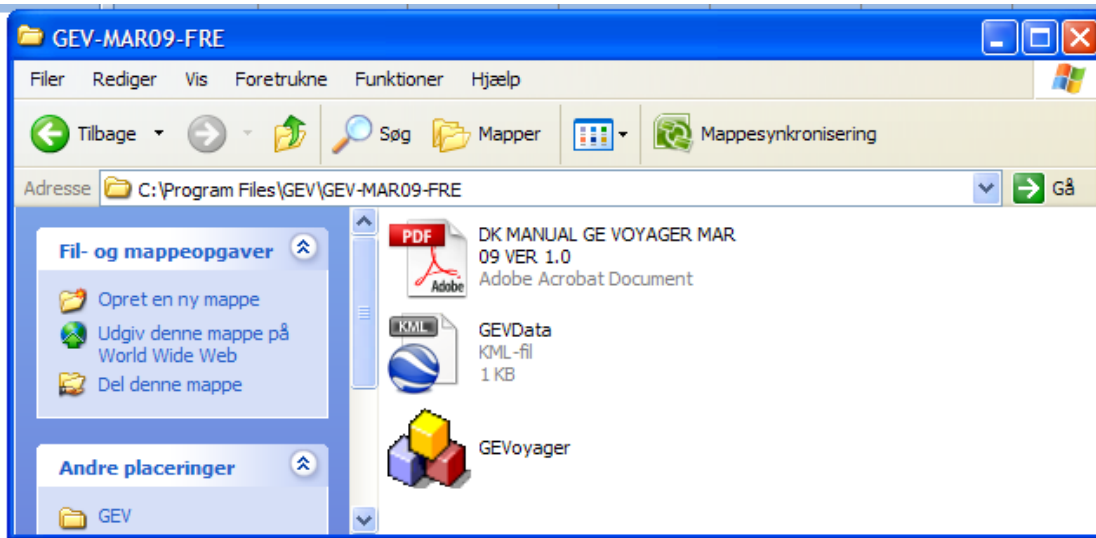 GEV-MAR09-FRE
Filer Rediger Vis Foretrukne Funktioner Hjælp
Tilbage Søg Mapper Mappesynkronisering
Adresse C:\Program Files\GEV\GEV-MAR09-FRE Gå
Fil- og mappeopgaver
Opret en ny mappe
Udgiv denne mappe på
World Wide Web
Del denne mappe
Andre placeringer
GEV
PDF
Adobe
DK MANUAL GE VOYAGER MAR
09 VER 1.0
Adobe Acrobat Document
KML
GEVData
KML-fil
1 KB
GEVoyager